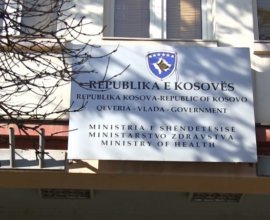 REPUBLIKA E KOSOVËS
REPUBLIKA KOSOVA-REPUBLIC OF KOSOVO
QEVERIA - VLADA - GOVERNMENT
MINISTRIA E SHËNDETËSISË
MINISTARSTVO ZDRAVSTVA
MINISTRY OF HEALTH